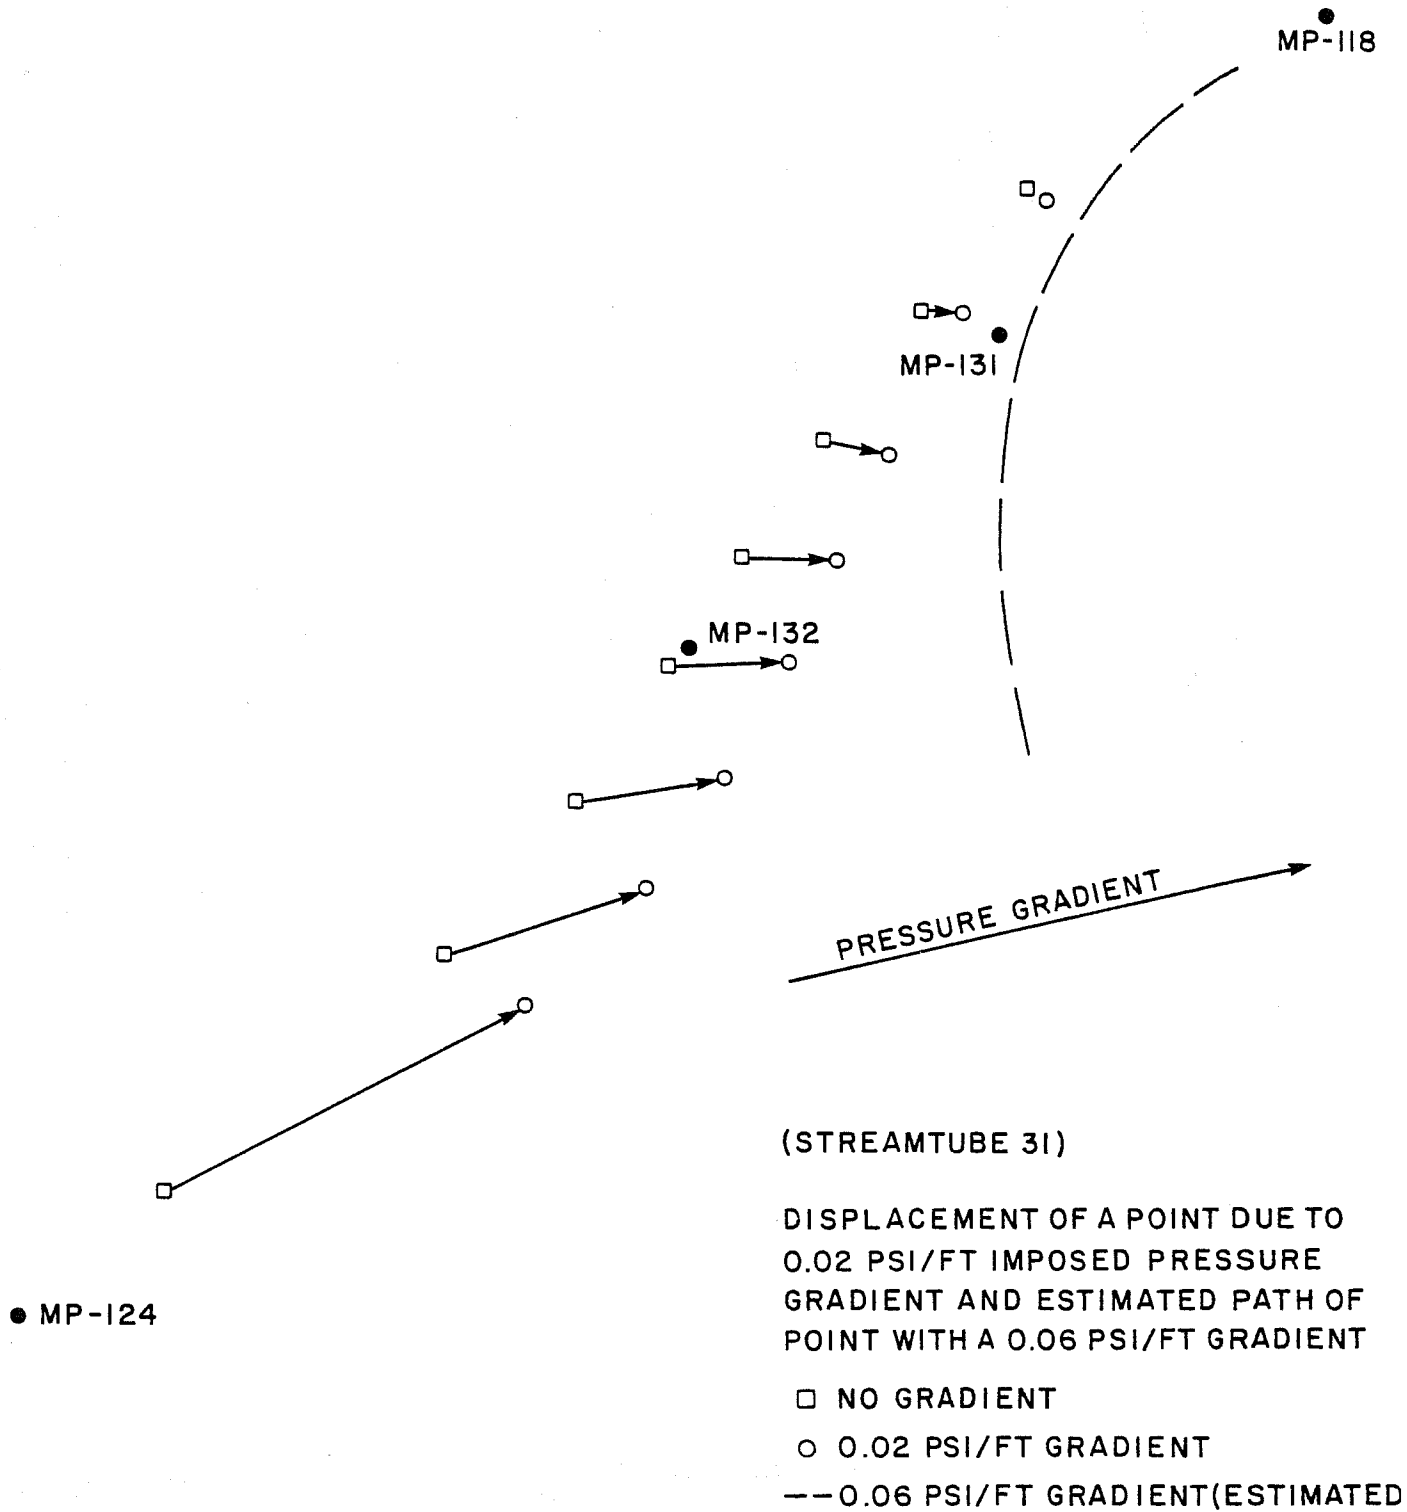 MP-118
MP-131
MP-132
PRESSURE GRADIENT
MP-124
(STREAMTUBE 31)
DISPLACEMENT OF A POINT DUE TO
0.02 PSI/FT IMPOSED PRESSURE
GRADIENT AND ESTIMATED PATH OF
POINT WITH A 0.06 PSI/FT GRADIENT
□ NO GRADIENT
○ 0.02 PSI/FT GRADIENT
-- 0.06 PSI/FT GRADIENT(ESTIMATED